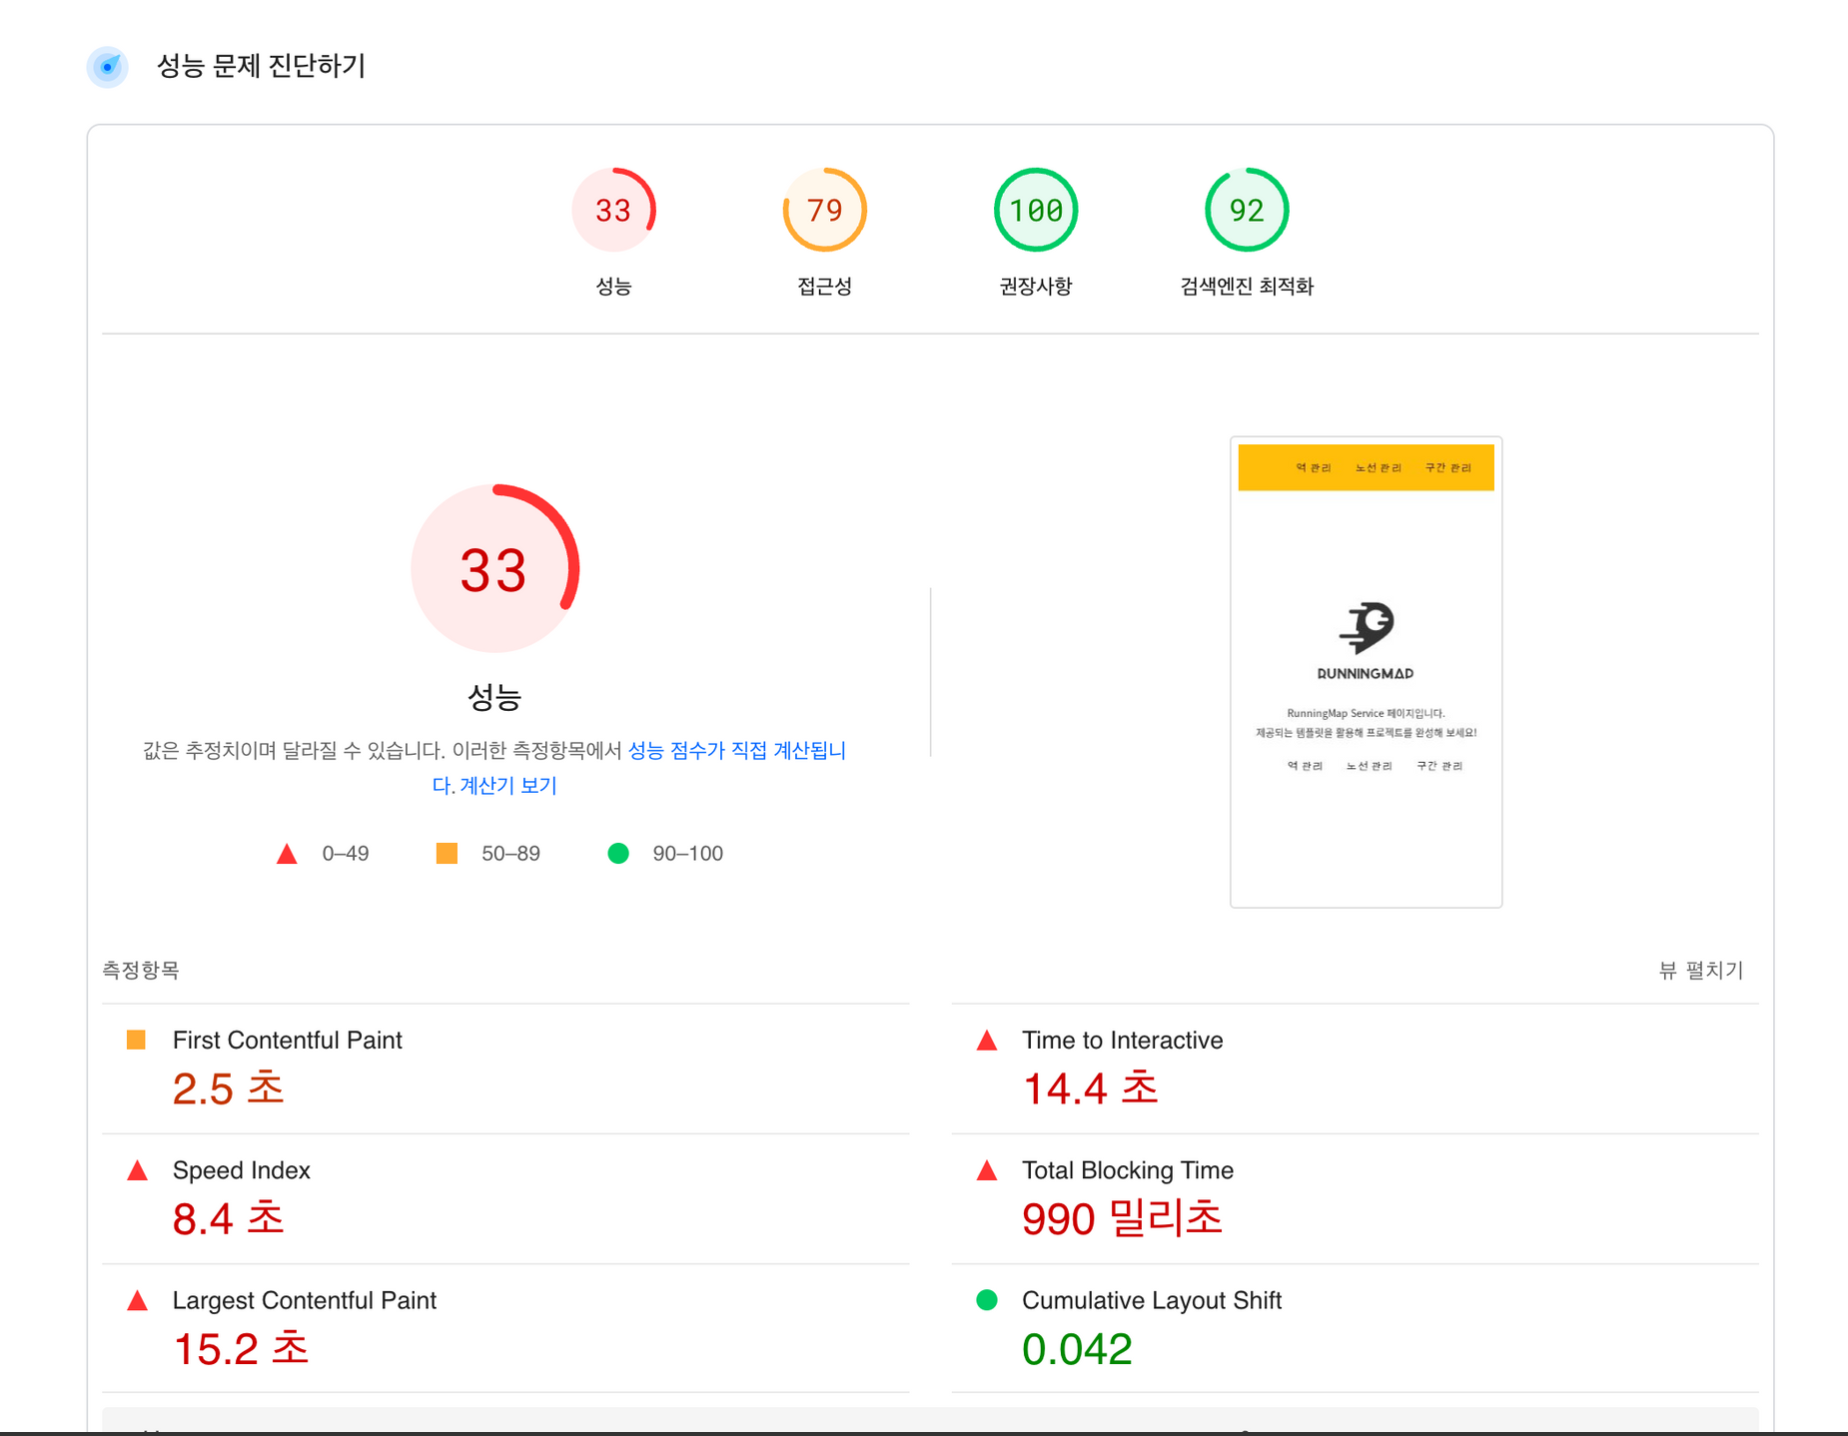 성능 문제 진단하기
33
79
100
92
성능
접근성
권장사항
검색엔진 최적화
33
성능
값은 추정치이며 달라질 수 있습니다. 이러한 측정항목에서 성능 점수가 직접 계산됩니
다. 계산기 보기
0–49
50–89
90–100
역 관리
노선 관리
구간 관리
RUNNINGMAP
RunningMap Service 페이지입니다.
제공되는 템플릿을 활용해 프로젝트를 완성해 보세요!
역 관리
노선 관리
구간 관리
측정항목
뷰 펼치기
First Contentful Paint
2.5 초
Time to Interactive
14.4 초
Speed Index
8.4 초
Total Blocking Time
990 밀리초
Largest Contentful Paint
15.2 초
Cumulative Layout Shift
0.042